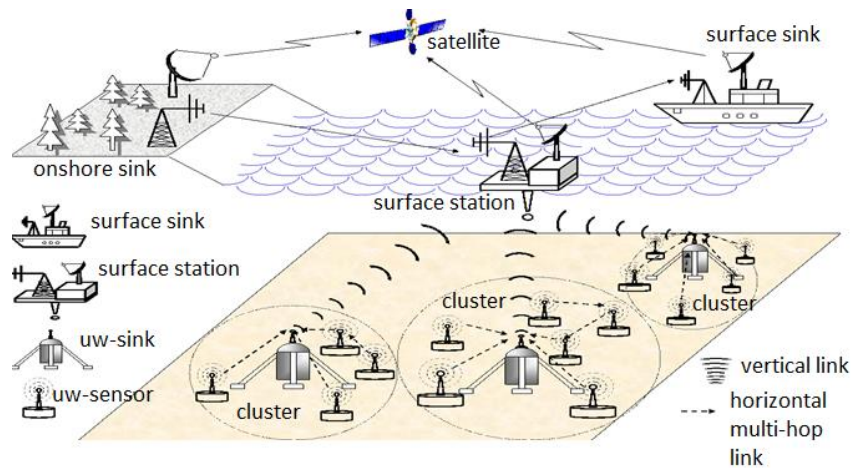 surface sink
satellite
onshore sink
surface station
surface sink
surface station
uw-sink
uw-sensor
cluster
cluster
cluster
vertical link
horizontal
multi-hop
link